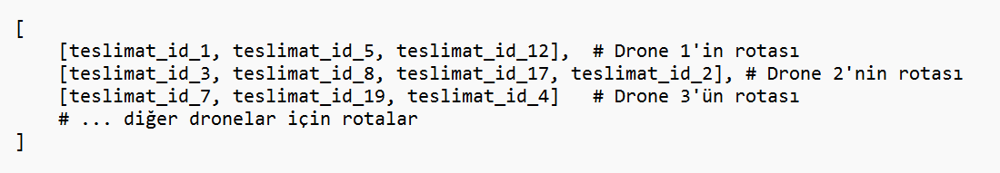 [
    [teslimat_id_1, teslimat_id_5, teslimat_id_12],  # Drone 1'in rotası
    [teslimat_id_3, teslimat_id_8, teslimat_id_17, teslimat_id_2], # Drone 2'nin rotası
    [teslimat_id_7, teslimat_id_19, teslimat_id_4]   # Drone 3'ün rotası
    # ... diğer dronelar için rotalar
]